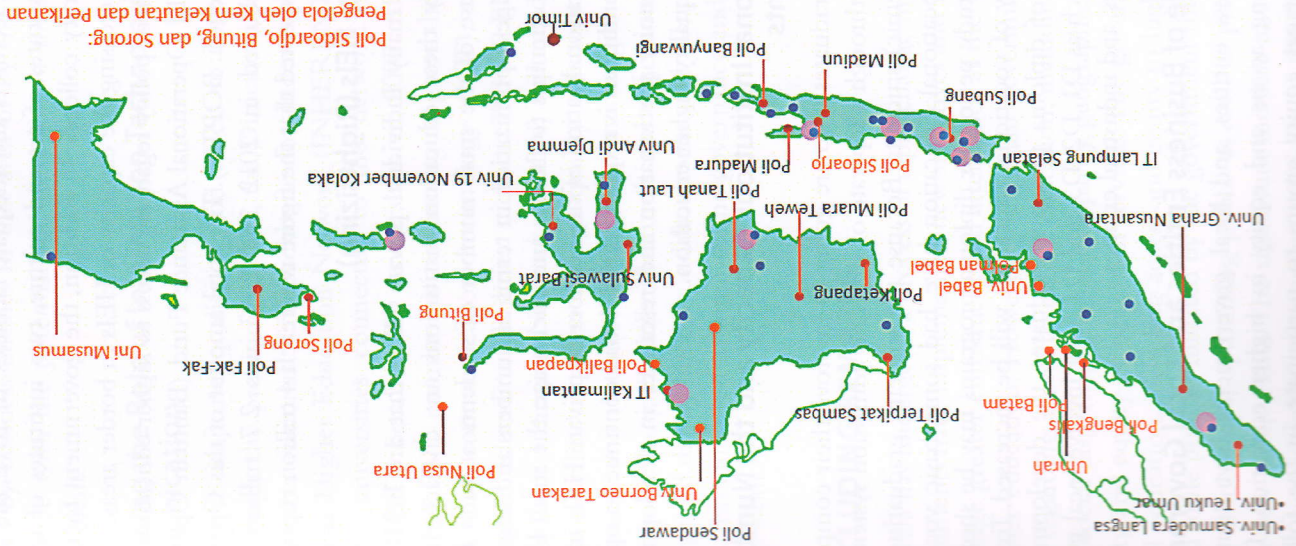 •Univ. Samudera Langsa
•Univ. Teuku Umar
Umrah
Poli Bengkalis
Poli Batam
Poli Sendawar
Univ Borneo Tarakan
Poli Nusa Utara
Poli Terpikat Sambas
IT Kalimantan
Poli Balikpapan
Poli Fak-Fak
Uni Musamus
Poli Sorong
Poli Bitung
Univ. Babel
Polman Babel
Poli Ketapang
Univ Sulawesi Barat
Univ. Graha Nusantara
Poli Muara Teweh
Poli Tanah Laut
Univ 19 November Kolaka
IT Lampung Selatan
Poli Sidoarjo
Poli Madura
Univ Andi Djemma
Poli Subang
Poli Madiun
Poli Banyuwangi
Univ Timor
Poli Sidoardjo, Bitung, dan Sorong:
Pengelola oleh Kem Kelautan dan Perikanan